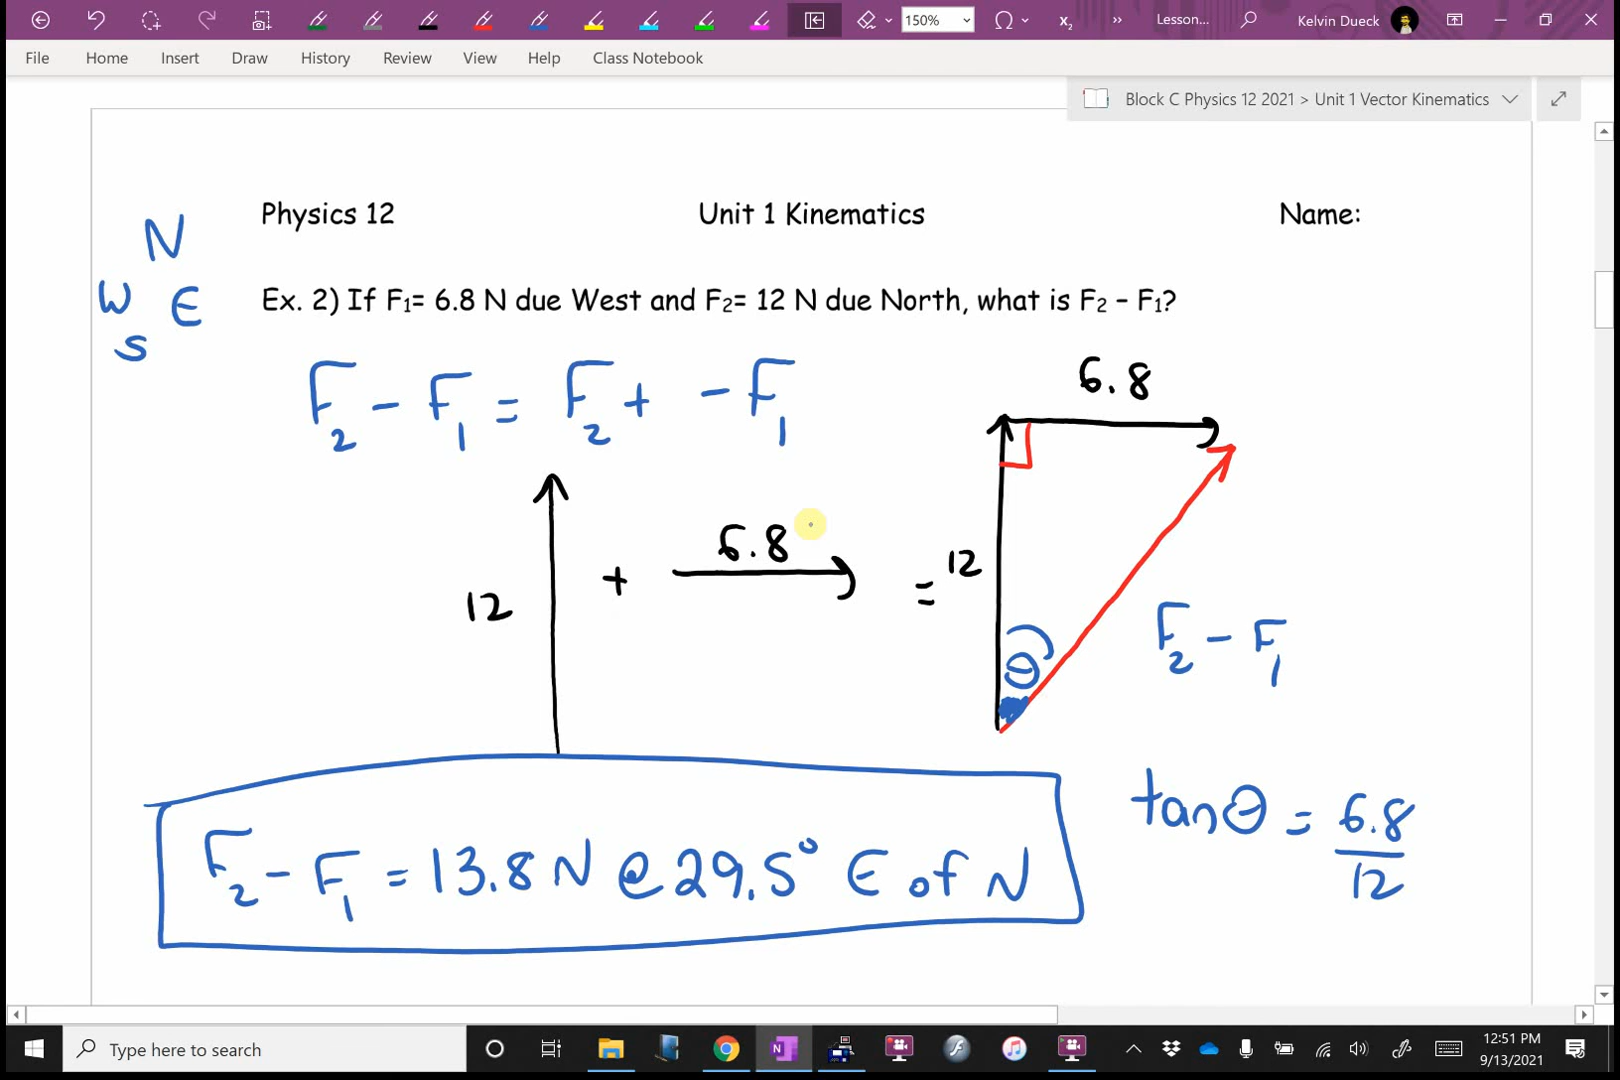 150%
Ω
x₂
»
Lesson...
Kelvin Dueck
File Home Insert Draw History Review View Help Class Notebook
Block C Physics 12 2021 > Unit 1 Vector Kinematics
Physics 12 Unit 1 Kinematics Name:
N
W E
S
Ex. 2) If F₁= 6.8 N due West and F₂= 12 N due North, what is F₂ – F₁?
F₂ - F₁ = F₂ + -F₁
6.8
12 + 6.8 = 12
θ
F₂ - F₁
tanθ = 6.8/12
F₂ - F₁ = 13.8 N @ 29.5° E of N
Type here to search
N
12:51 PM
9/13/2021